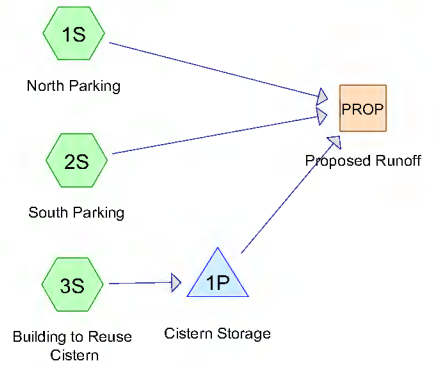 1S
North Parking
PROP
Proposed Runoff
2S
South Parking
3S
Building to Reuse
Cistern
1P
Cistern Storage